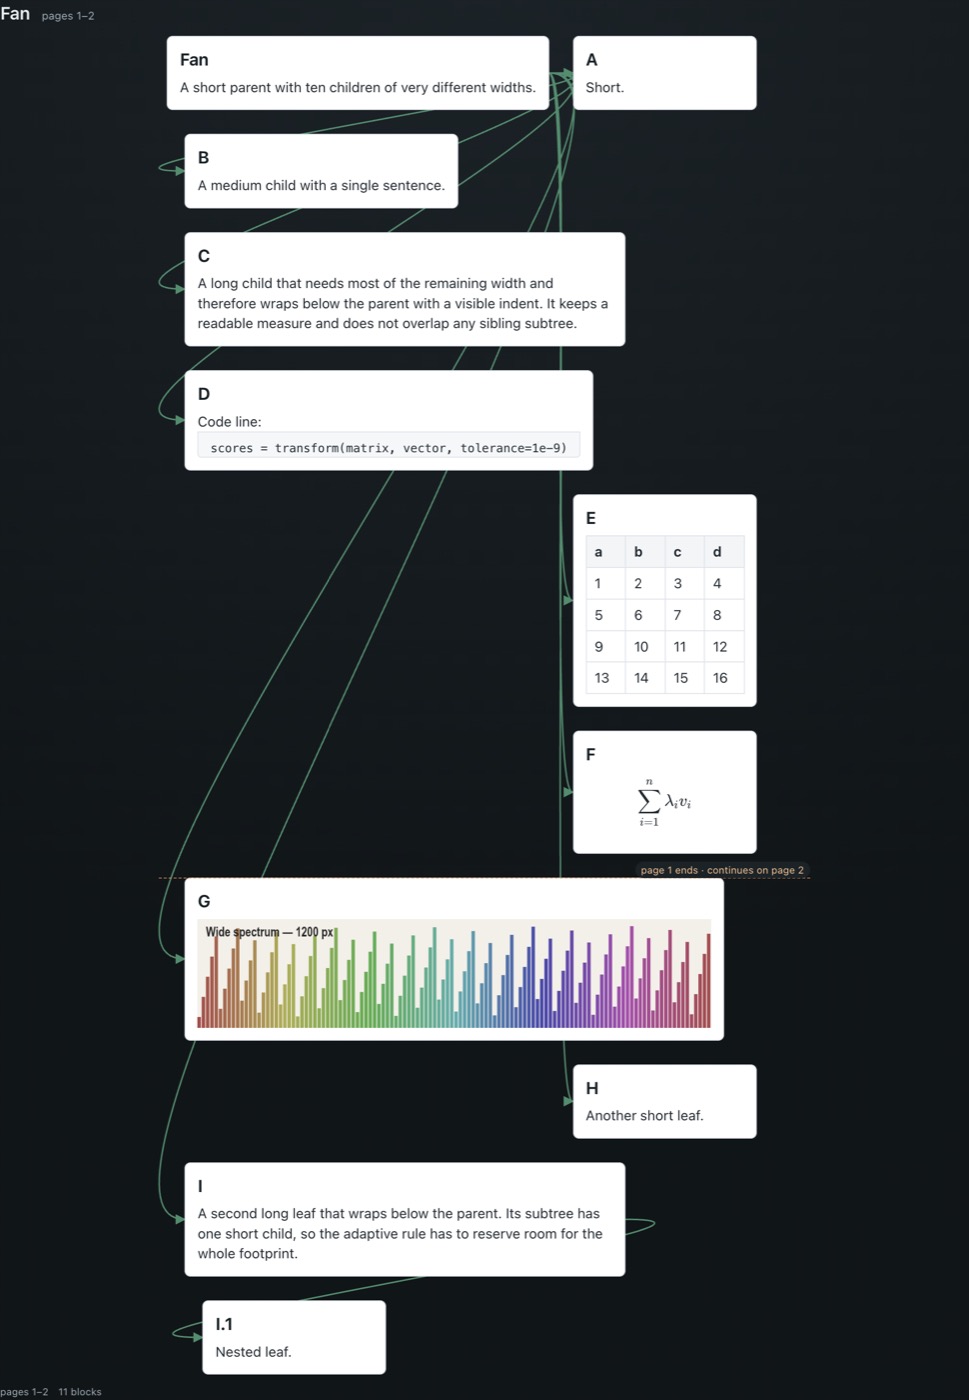 Fan pages 1–2
Fan
A short parent with ten children of very different widths.
A
Short.
B
A medium child with a single sentence.
C
A long child that needs most of the remaining width and
therefore wraps below the parent with a visible indent. It keeps a
readable measure and does not overlap any sibling subtree.
D
Code line:
scores = transform(matrix, vector, tolerance=1e-9)
E
a b c d
1 2 3 4
5 6 7 8
9 10 11 12
13 14 15 16
F
n
∑ λᵢvᵢ
i=1
page 1 ends · continues on page 2
G
Wide spectrum — 1200 px
H
Another short leaf.
I
A second long leaf that wraps below the parent. Its subtree has
one short child, so the adaptive rule has to reserve room for the
whole footprint.
I.1
Nested leaf.
pages 1–2 11 blocks